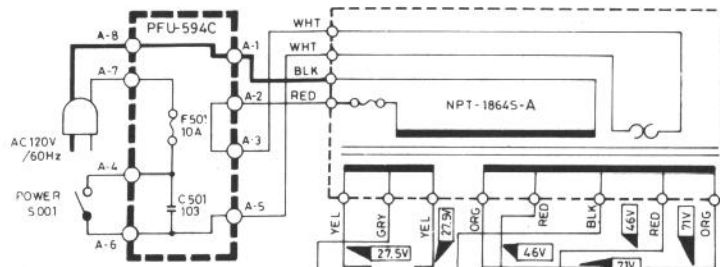 PFU-594C
A-8
A-1
A-7
A-2
A-3
A-4
A-5
A-6
AC120V
/60Hz
F501
10A
C501
103
POWER
S001
WHT
WHT
BLK
RED
NPT-1864S-A
YEL
GRY
YEL
27.5V
ORG
RED
BLK
46V
RED
71V
ORG
27.5V
46V
71V